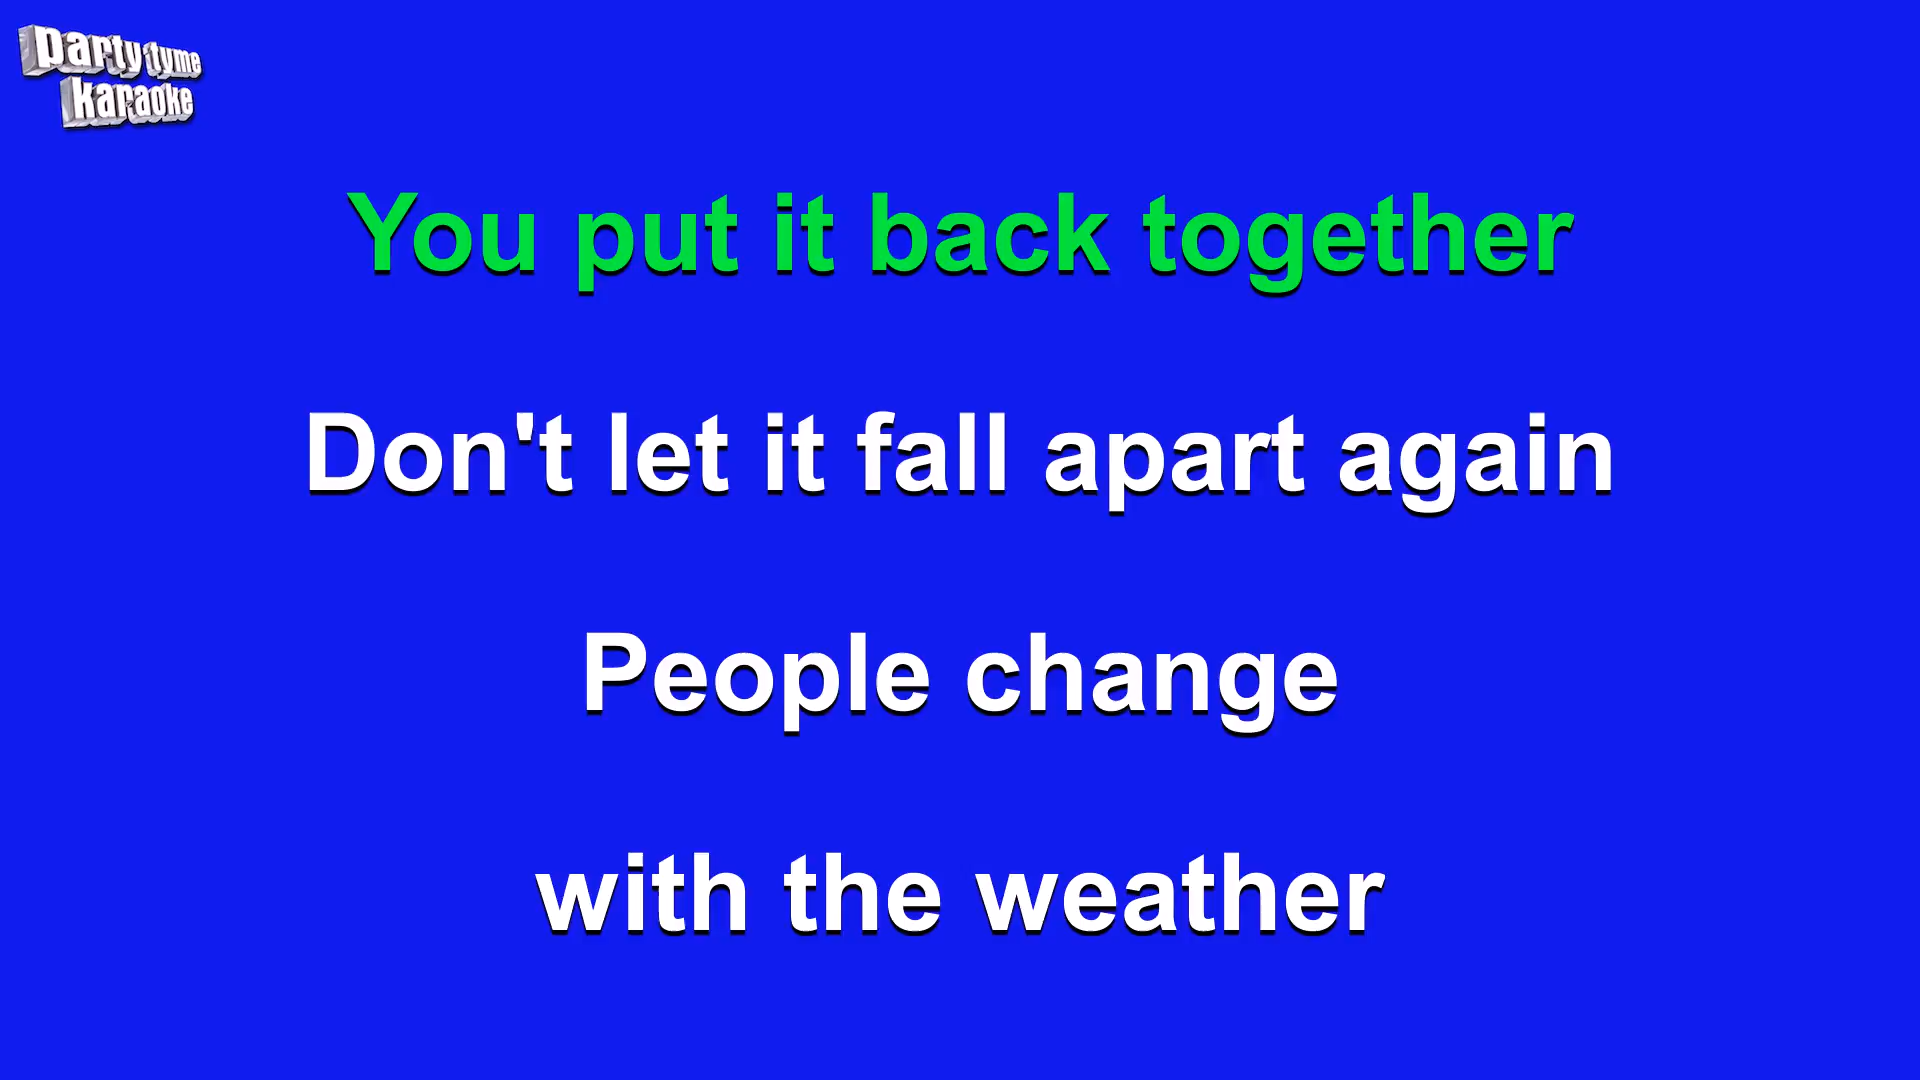 party tyme
karaoke
You put it back together
Don't let it fall apart again
People change
with the weather